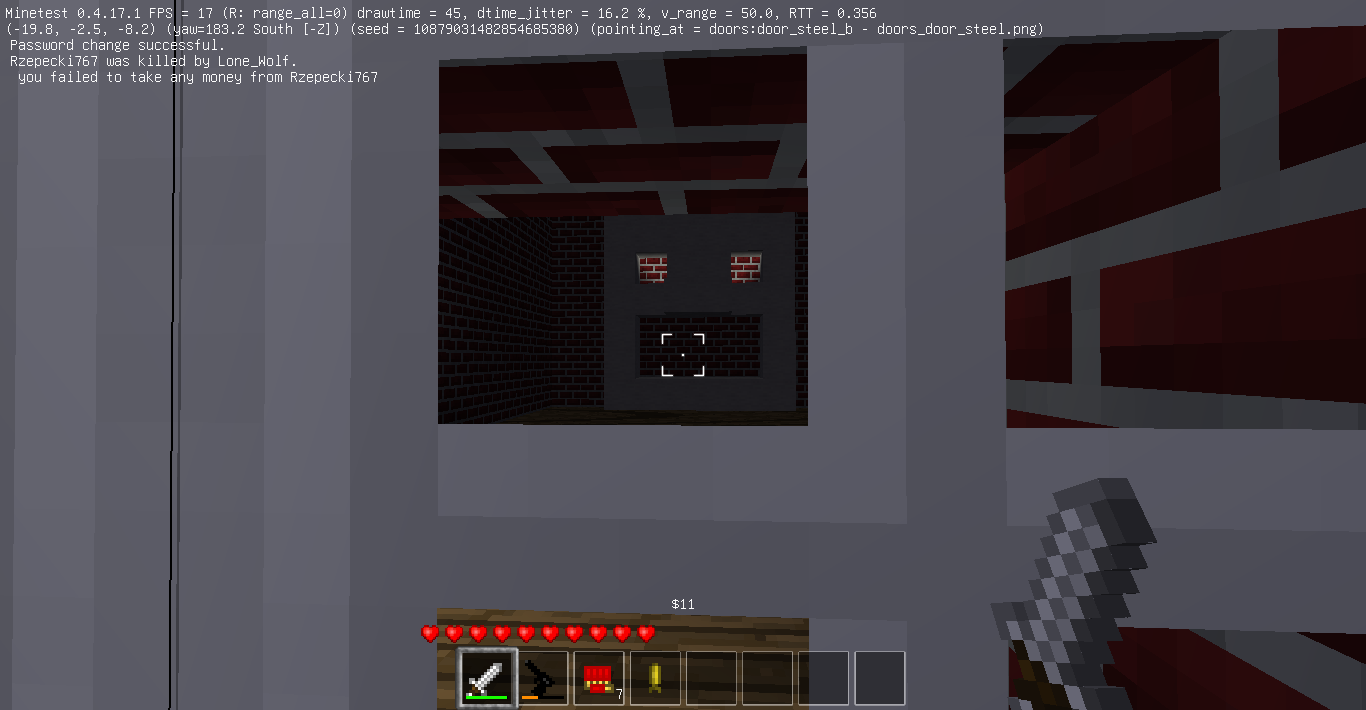 Minetest 0.4.17.1 FPS = 17 (R: range_all=0) drawtime = 45, dtime_jitter = 16.2 %, v_range = 50.0, RTT = 0.356
(-19.8, -2.5, -8.2) (yaw=183.2 South [-Z]) (seed = 10879031482854685380) (pointing_at = doors:door_steel_b - doors_door_steel.png)
Password change successful.
Rzepecki767 was killed by Lone_Wolf.
you failed to take any money from Rzepecki767
$11
7